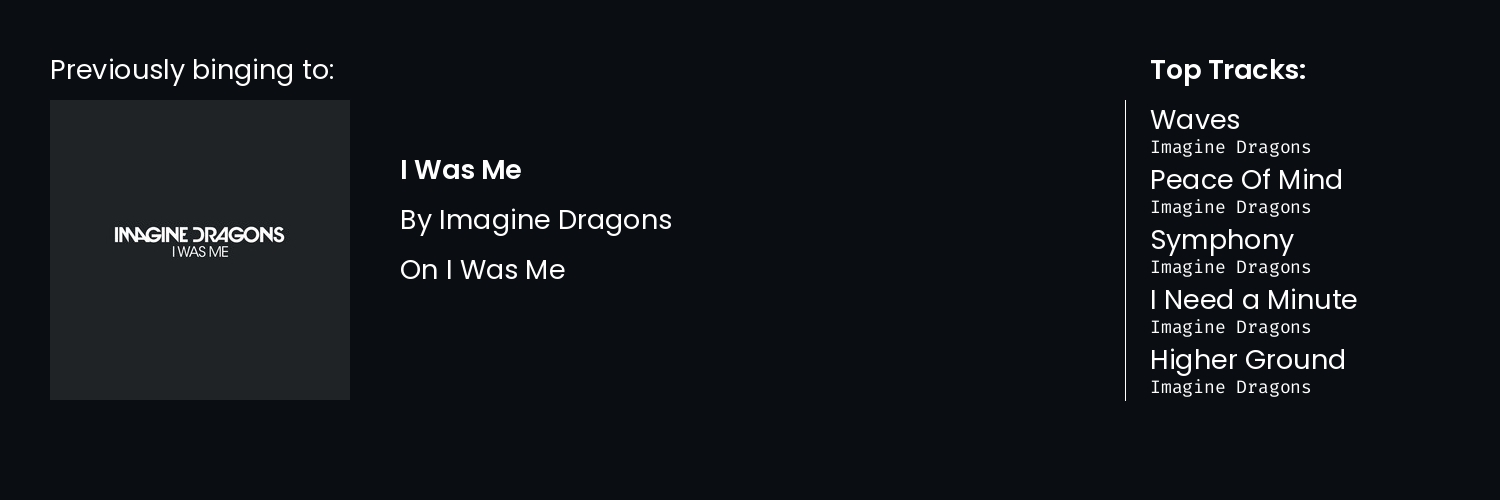 Previously binging to:
IMAGINE DRAGONS
I WAS ME
I Was Me
By Imagine Dragons
On I Was Me
Top Tracks:
Waves
Imagine Dragons
Peace Of Mind
Imagine Dragons
Symphony
Imagine Dragons
I Need a Minute
Imagine Dragons
Higher Ground
Imagine Dragons